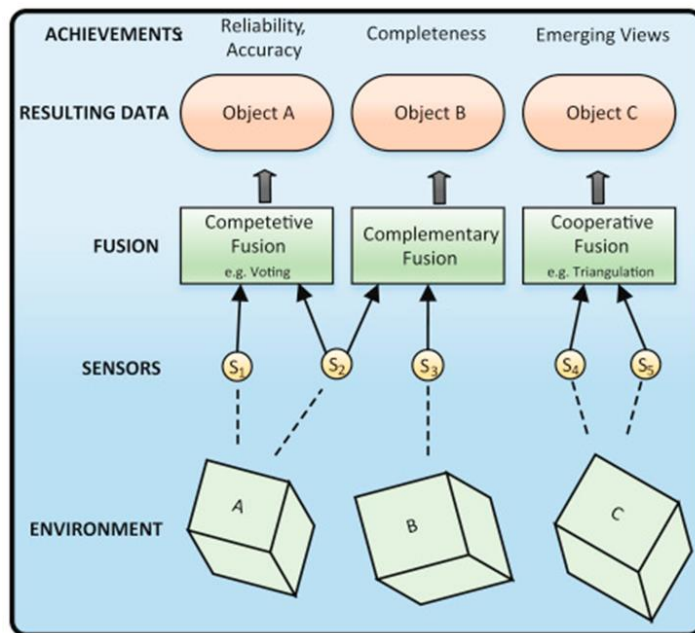 ACHIEVEMENTS:
Reliability,
Accuracy
Completeness
Emerging Views
RESULTING DATA
Object A
Object B
Object C
FUSION
Competetive
Fusion
e.g. Voting
Complementary
Fusion
Cooperative
Fusion
e.g. Triangulation
SENSORS
S1
S2
S3
S4
S5
ENVIRONMENT
A
B
C